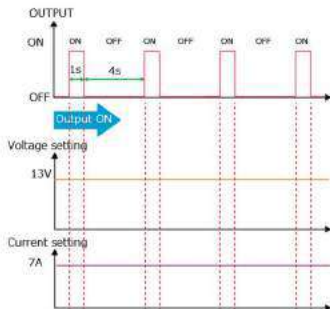 OUTPUT
ON ON OFF ON OFF ON OFF ON
1s 4s
OFF
Output ON
Voltage setting
13V
Current setting
7A